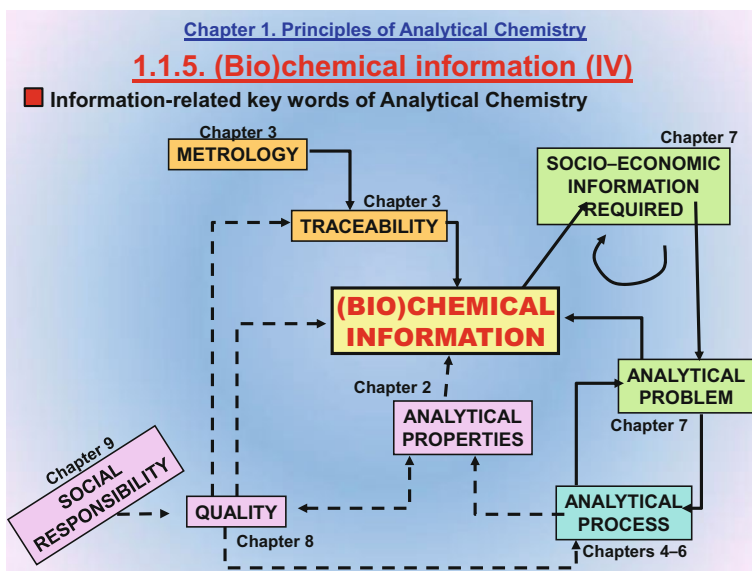 Chapter 1. Principles of Analytical Chemistry
1.1.5. (Bio)chemical information (IV)
Information-related key words of Analytical Chemistry
Chapter 3
METROLOGY
Chapter 7
SOCIO–ECONOMIC
INFORMATION
REQUIRED
Chapter 3
TRACEABILITY
(BIO)CHEMICAL
INFORMATION
ANALYTICAL
PROBLEM
Chapter 7
Chapter 2
ANALYTICAL
PROPERTIES
Chapter 9
SOCIAL
RESPONSIBILITY
QUALITY
Chapter 8
ANALYTICAL
PROCESS
Chapters 4–6